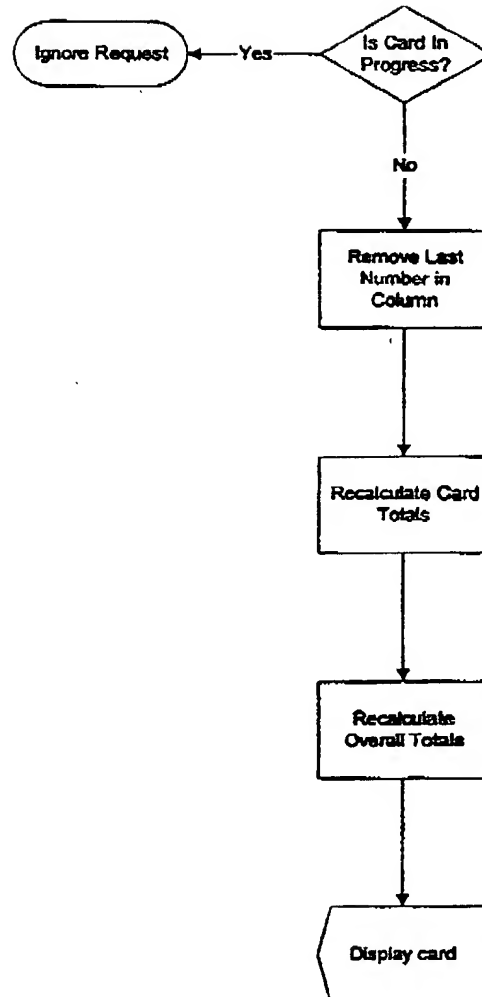 Ignore Request
Yes
Is Card In
Progress?
No
Remove Last
Number in
Column
Recalculate Card
Totals
Recalculate
Overall Totals
Display card